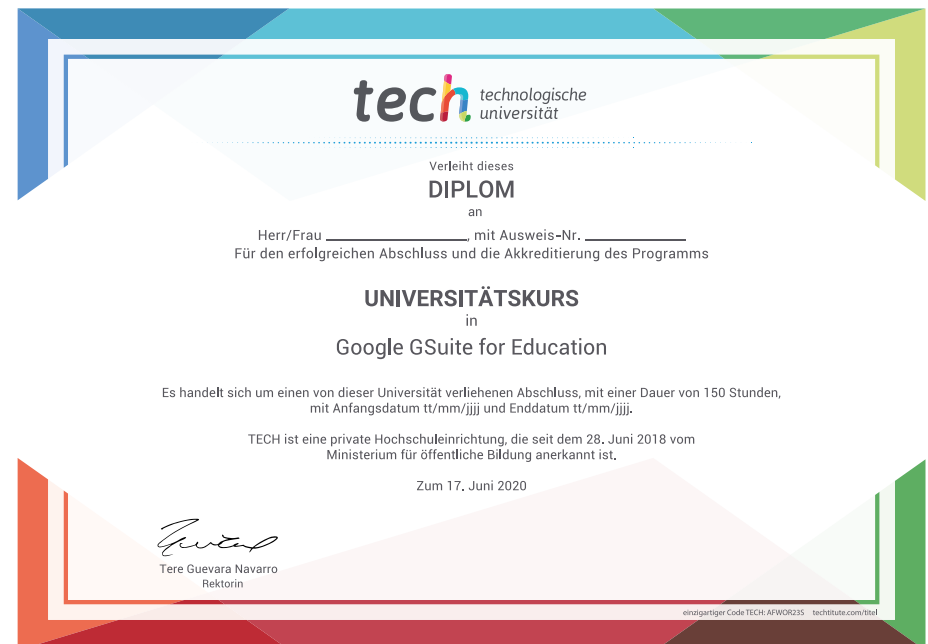 tech technologische
universität
Verleiht dieses
DIPLOM
an
Herr/Frau ________________, mit Ausweis-Nr. ____________
Für den erfolgreichen Abschluss und die Akkreditierung des Programms
UNIVERSITÄTSKURS
in
Google GSuite for Education
Es handelt sich um einen von dieser Universität verliehenen Abschluss, mit einer Dauer von 150 Stunden,
mit Anfangsdatum tt/mm/jjjj und Enddatum tt/mm/jjjj.
TECH ist eine private Hochschuleinrichtung, die seit dem 28. Juni 2018 vom
Ministerium für öffentliche Bildung anerkannt ist.
Zum 17. Juni 2020
Tere Guevara Navarro
Rektorin
einzigartiger Code TECH: AFWOR23S techtitute.com/titel